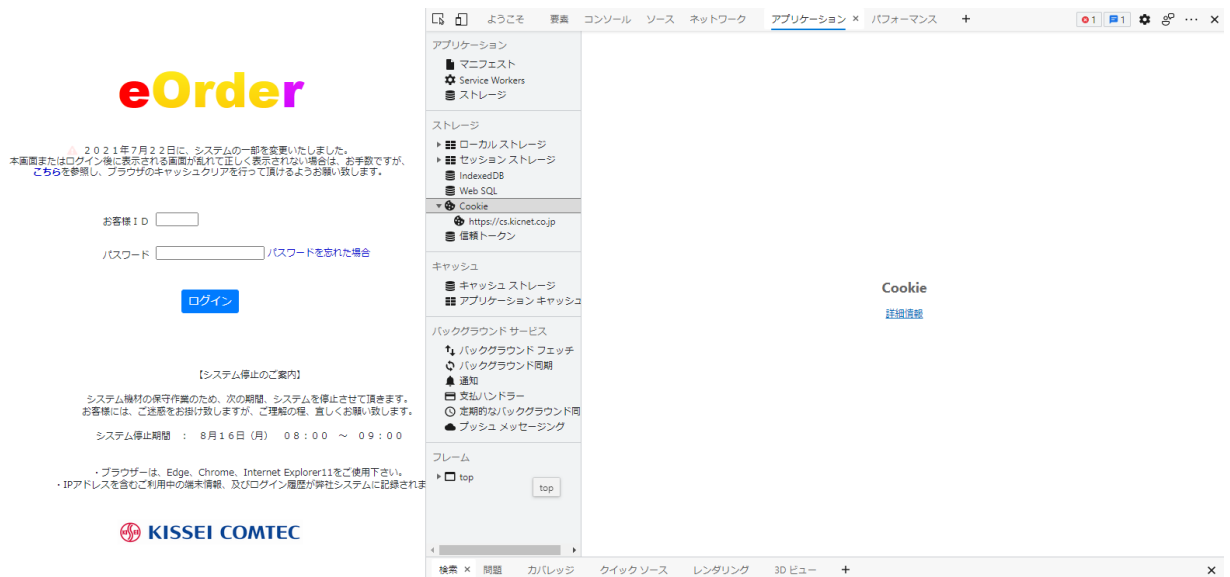 eOrder
２０２１年７月２２日に、システムの一部を変更いたしました。
本画面またはログイン後に表示される画面が乱れて正しく表示されない場合は、お手数ですが、
こちらを参照し、ブラウザのキャッシュクリアを行って頂けるようお願い致します。
お客様ＩＤ
パスワード パスワードを忘れた場合
ログイン
【システム停止のご案内】
システム機材の保守作業のため、次の期間、システムを停止させて頂きます。
お客様には、ご迷惑をお掛け致しますが、ご理解の程、宜しくお願い致します。
システム停止期間　：　８月１６日（月）　０８：００　～　０９：００
・ブラウザーは、Edge、Chrome、Internet Explorer11をご使用下さい。
・IPアドレスを含むご利用中の端末情報、及びログイン履歴が弊社システムに記録されま
KISSEI COMTEC
ようこそ 要素 コンソール ソース ネットワーク アプリケーション × パフォーマンス + 1 1
アプリケーション
マニフェスト
Service Workers
ストレージ
ストレージ
ローカル ストレージ
セッション ストレージ
IndexedDB
Web SQL
Cookie
https://cs.kicnet.co.jp
信頼トークン
キャッシュ
キャッシュ ストレージ
アプリケーション キャッシュ
バックグラウンド サービス
バックグラウンド フェッチ
バックグラウンド同期
通知
支払ハンドラー
定期的なバックグラウンド同
プッシュ メッセージング
フレーム
top
top
Cookie
詳細情報
検索 × 問題 カバレッジ クイック ソース レンダリング 3D ビュー +